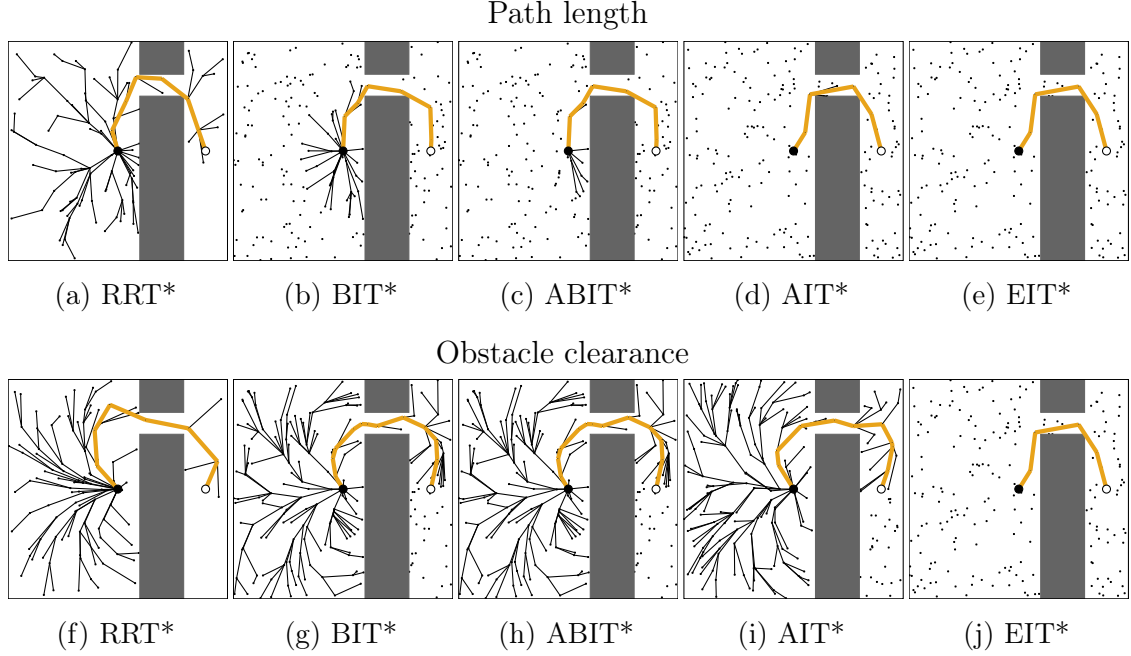 Path length
(a) RRT*
(b) BIT*
(c) ABIT*
(d) AIT*
(e) EIT*
Obstacle clearance
(f) RRT*
(g) BIT*
(h) ABIT*
(i) AIT*
(j) EIT*